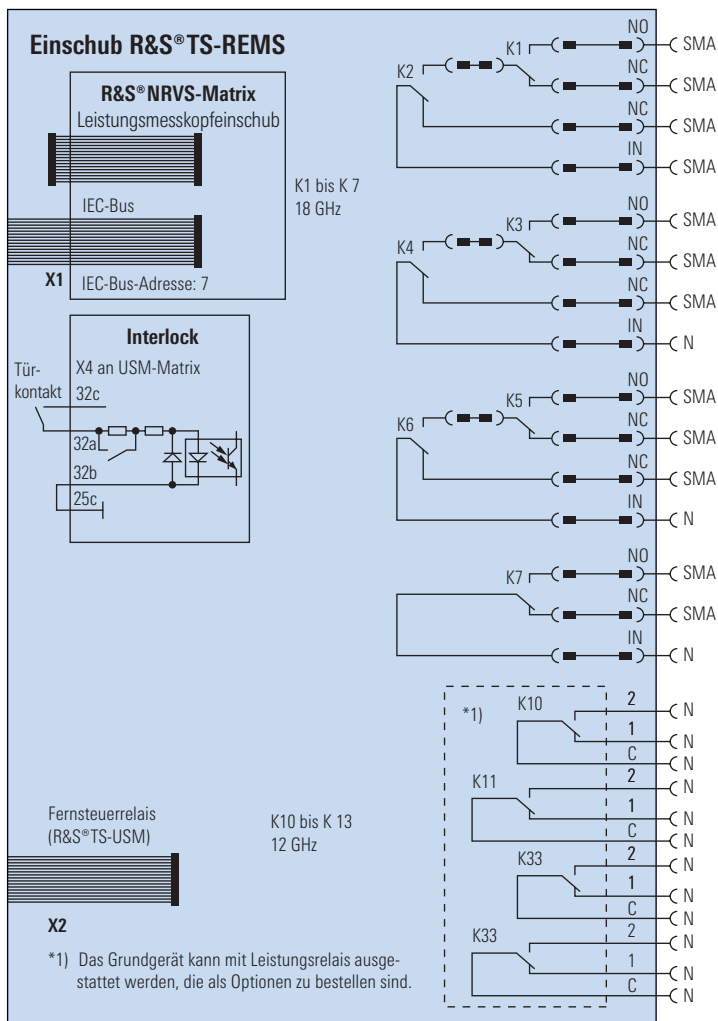 Einschub R&S®TS-REMS
R&S®NRVS-Matrix
Leistungsmesskopfeinschub
IEC-Bus
X1
IEC-Bus-Adresse: 7
K1 bis K 7
18 GHz
Interlock
X4 an USM-Matrix
Tür-
kontakt
32c
32a
32b
25c
K1
NO
SMA
K2
NC
SMA
NC
SMA
IN
SMA
K3
NO
SMA
K4
NC
SMA
NC
SMA
IN
N
K5
NO
SMA
K6
NC
SMA
NC
SMA
IN
N
K7
NO
SMA
NC
SMA
IN
N
*1)
K10
2
N
1
N
C
N
K11
2
N
1
N
C
N
K33
2
N
1
N
C
N
K33
2
N
1
N
C
N
Fernsteuerrelais
(R&S®TS-USM)
K10 bis K 13
12 GHz
X2
*1) Das Grundgerät kann mit Leistungsrelais ausge-
stattet werden, die als Optionen zu bestellen sind.